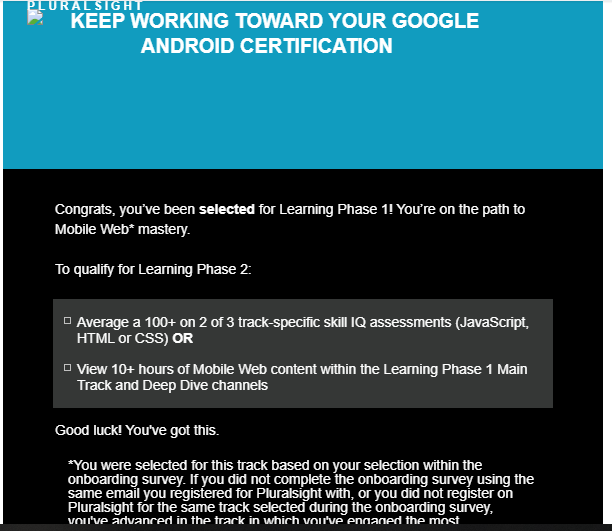 PLURALSIGHT
KEEP WORKING TOWARD YOUR GOOGLE
ANDROID CERTIFICATION
Congrats, you’ve been selected for Learning Phase 1! You’re on the path to
Mobile Web* mastery.
To qualify for Learning Phase 2:
Average a 100+ on 2 of 3 track-specific skill IQ assessments (JavaScript,
HTML or CSS) OR
View 10+ hours of Mobile Web content within the Learning Phase 1 Main
Track and Deep Dive channels
Good luck! You've got this.
*You were selected for this track based on your selection within the
onboarding survey. If you did not complete the onboarding survey using the
same email you registered for Pluralsight with, or you did not register on
Pluralsight for the same track selected during the onboarding survey,
you've advanced in the track in which you've engaged the most